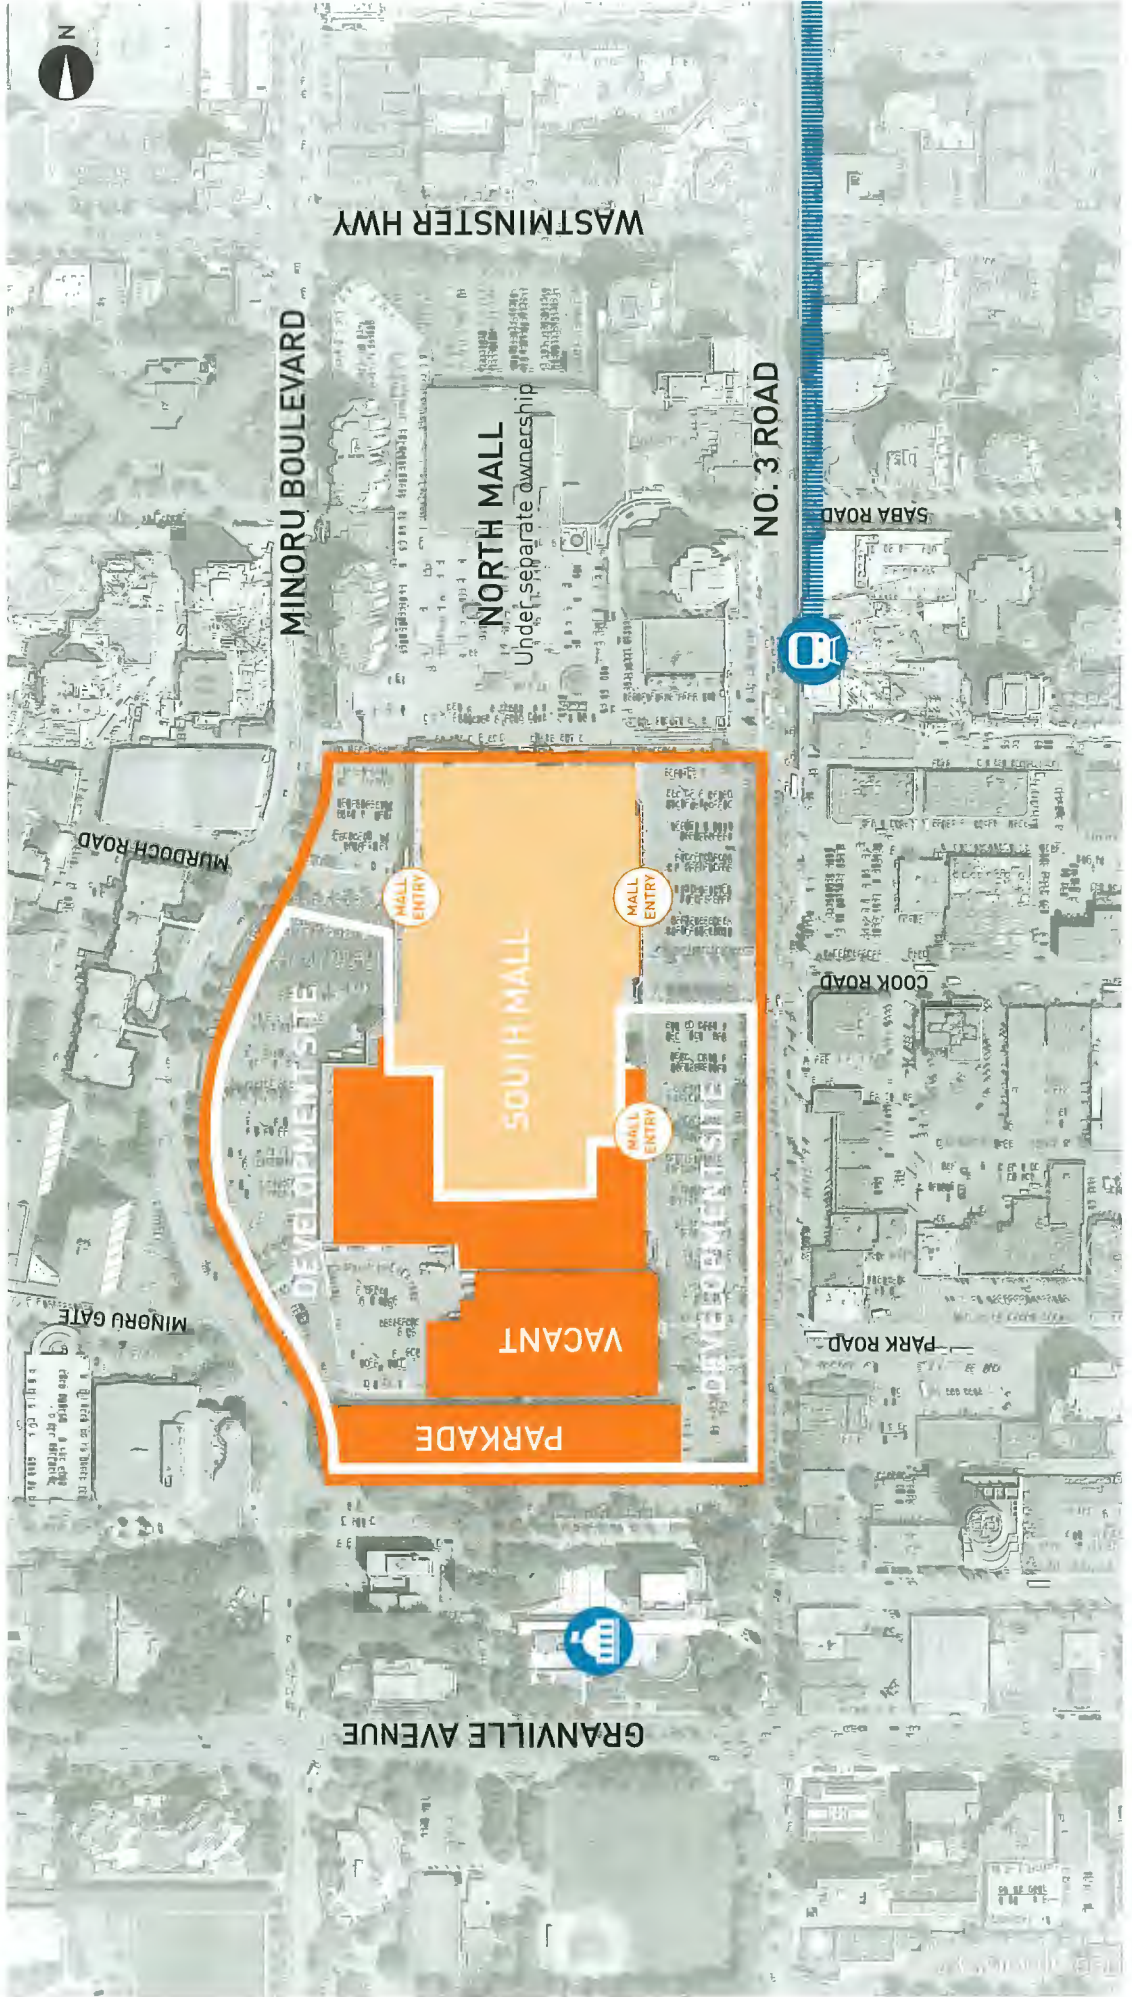 N
WASTMINSTER HWY
MINORU BOULEVARD
NORTH MALL
Under separate ownership
NO. 3 ROAD
SABA ROAD
MURDOCH ROAD
MALL
ENTRY
MALL
ENTRY
SOUTH MALL
COOK ROAD
DEVELOPMENT SITE
MALL
ENTRY
DEVELOPMENT SITE
MINORU GATE
VACANT
PARK ROAD
PARKADE
GRANVILLE AVENUE